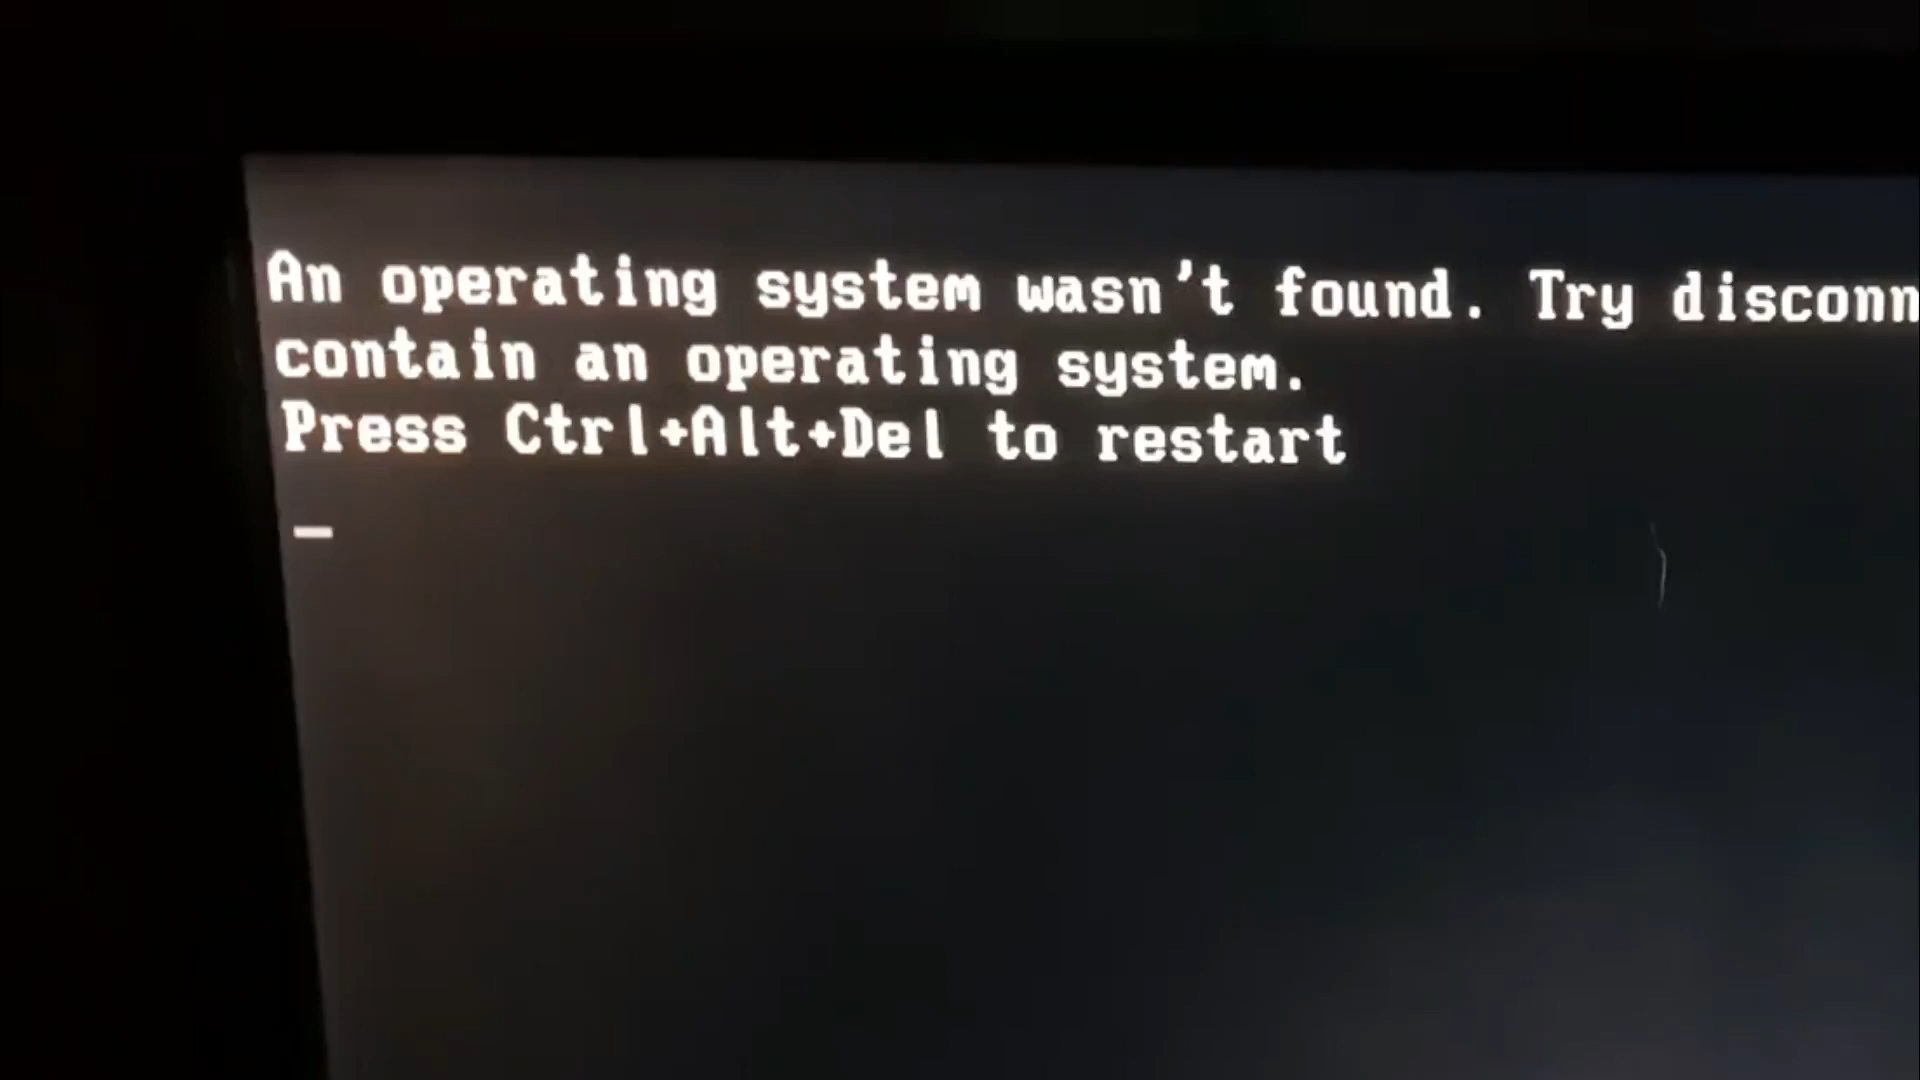 An operating system wasn't found. Try disconn
contain an operating system.
Press Ctrl+Alt+Del to restart